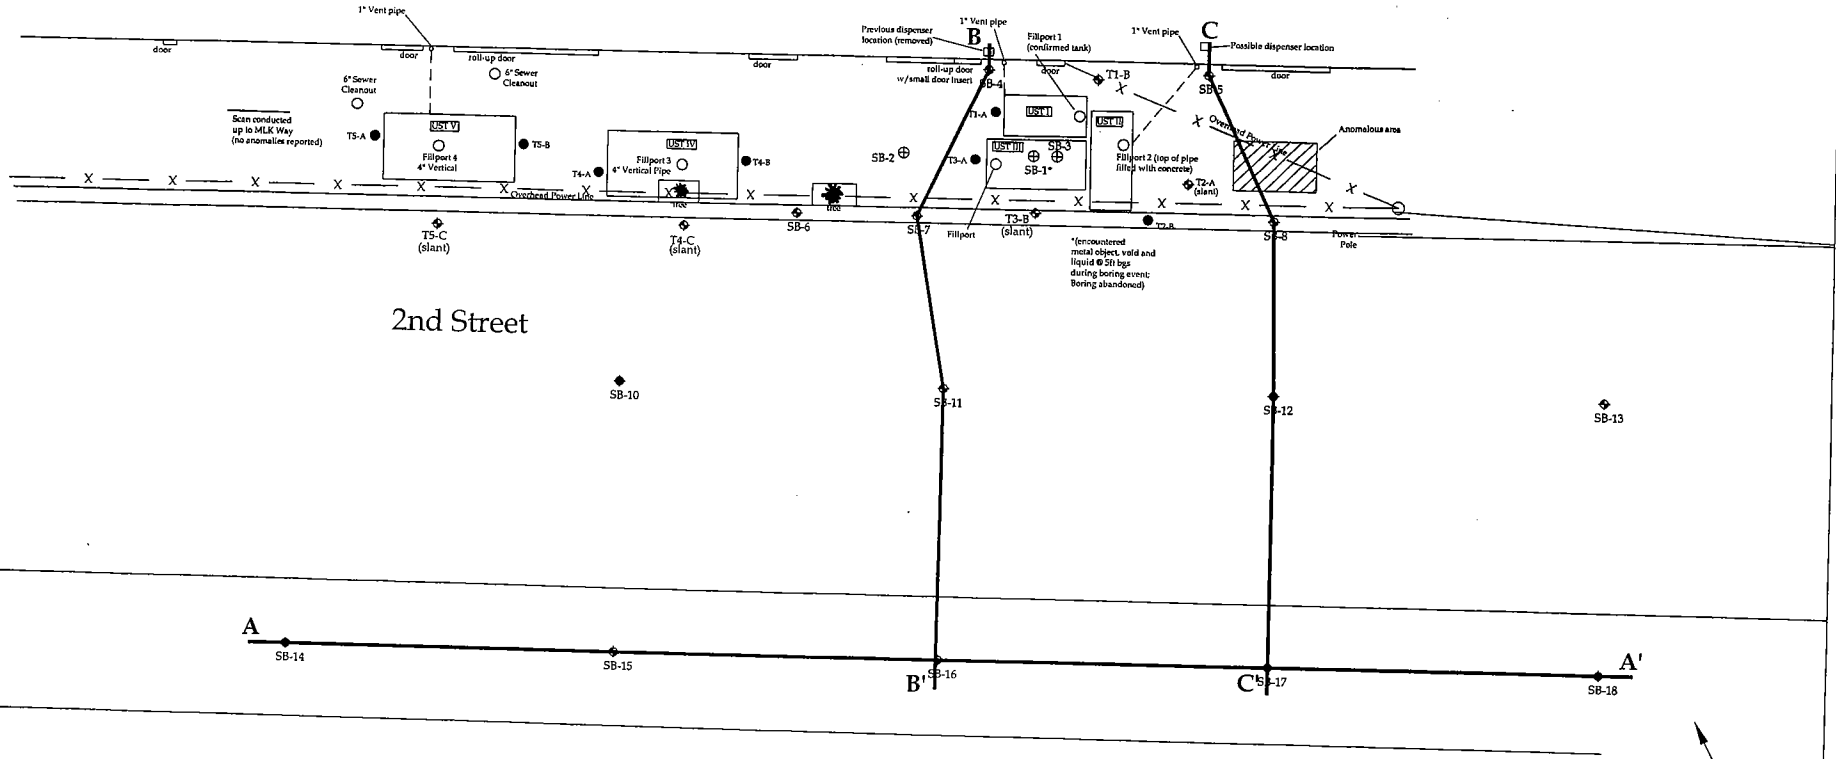 1" Vent pipe
door
door
roll-up door
6" Sewer
Cleanout
6" Sewer
Cleanout
door
Previous dispenser
location (removed)
B
1" Vent pipe
Fillport 1
(confirmed tank)
roll-up door
w/small door insert
SB-4
door
T1-B
1" Vent pipe
C
Possible dispenser location
SB-5
door
Scan conducted
up to MLK Way
(no anomalies reported)
T5-A
UST V
Fillport 4
4" Vertical
T5-B
T4-A
UST IV
Fillport 3
4" Vertical Pipe
T4-B
tree
tree
SB-2
T1-A
UST I
T3-A
UST III
SB-3
SB-1*
UST II
Fillport 2 (top of pipe
filled with concrete)
X
X
Overhead Power Line
X
X
Anomalous area
T2-A
(slant)
X X X X X X X
Overhead Power Line
X X X X X X X X
T5-C
(slant)
T4-C
(slant)
SB-6
SB-7
Fillport
T3-B
(slant)
T2-B
SB-8
Power
Pole
*(encountered
metal object, void and
liquid @ 5ft bgs
during boring event;
Boring abandoned)
2nd Street
SB-10
SB-11
SB-12
SB-13
A
SB-14
SB-15
SB-16
B'
SB-17
C'
SB-18
A'